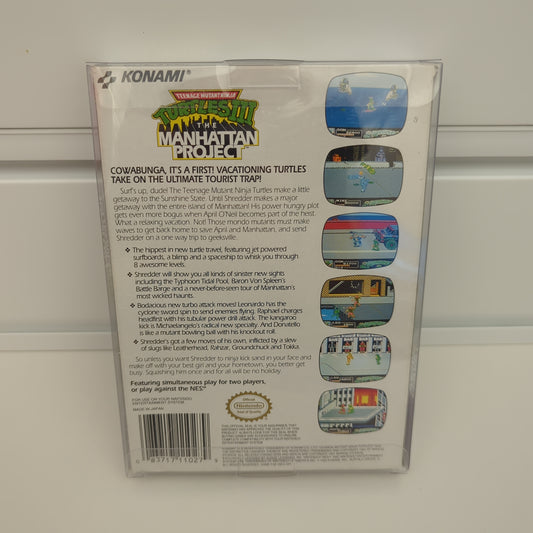 KONAMI®
TEENAGE MUTANT NINJA
TURTLES III
THE
MANHATTAN
PROJECT
COWABUNGA, IT'S A FIRST! VACATIONING TURTLES
TAKE ON THE ULTIMATE TOURIST TRAP!
Surf's up, dude! The Teenage Mutant Ninja Turtles make a little
getaway to the Sunshine State. Until Shredder makes a major
getaway with the entire island of Manhattan! His power hungry plot
gets even more bogus when April O'Neil becomes part of the heist.
What a relaxing vacation. Not! Those mondo mutants must make
waves to get back home to save April and Manhattan, and send
Shredder on a one way trip to geeksville.
The hippest in new turtle travel, featuring jet powered
surfboards, a blimp and a spaceship to whisk you through
8 awesome levels.
Shredder will show you all kinds of sinister new sights
including the Typhoon Tidal Pool, Baron Von Spleen's
Battle Barge and a never-before-seen tour of Manhattan's
most wacked haunts.
Bodacious new turbo attack moves! Leonardo has the
cyclone sword spin to send enemies flying. Raphael charges
headfirst with his tubular power drill attack. The Kangaroo
kick is Michaelangelo's radical new specialty. And Donatello
is like a mutant bowling ball with his knockout roll.
Shredder's got a few moves of his own, inflicted by a slew
of slugs like Leatherhead, Rahzar, Groundchuck and Tokka.
So unless you want Shredder to ninja kick sand in your face and
make off with your best girl and your hometown, you better get
busy. Squishing him once and for all will be no holiday.
Featuring simultaneous play for two players,
or play against the NES.
FOR USE ON YOUR NINTENDO
ENTERTAINMENT SYSTEM
MADE IN JAPAN
Official
Nintendo
Seal of Quality
0 83717 11027 9